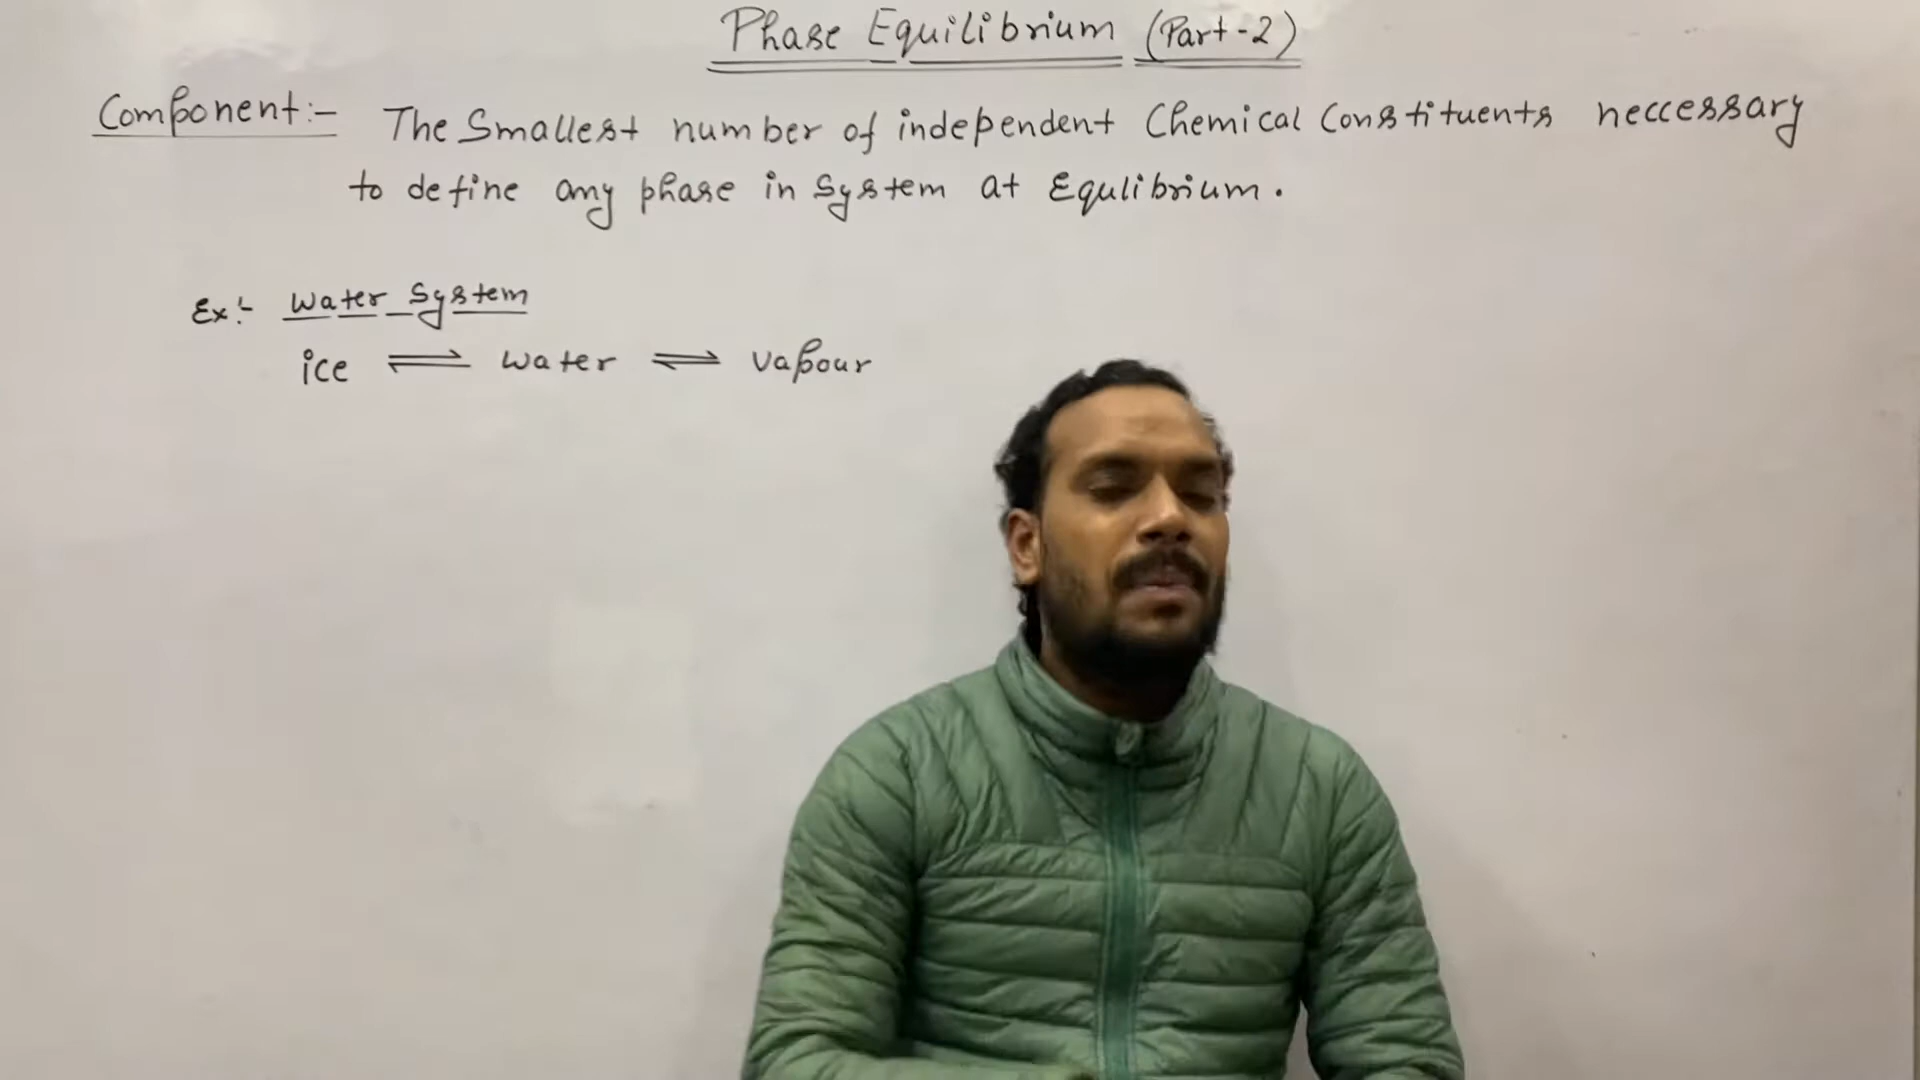 Phase Equilibrium (Part-2)
Component:- The Smallest number of independent Chemical Constituents neccessary
to define any phase in System at Equlibrium.
Ex:- Water System
ice ⇌ water ⇌ vapour